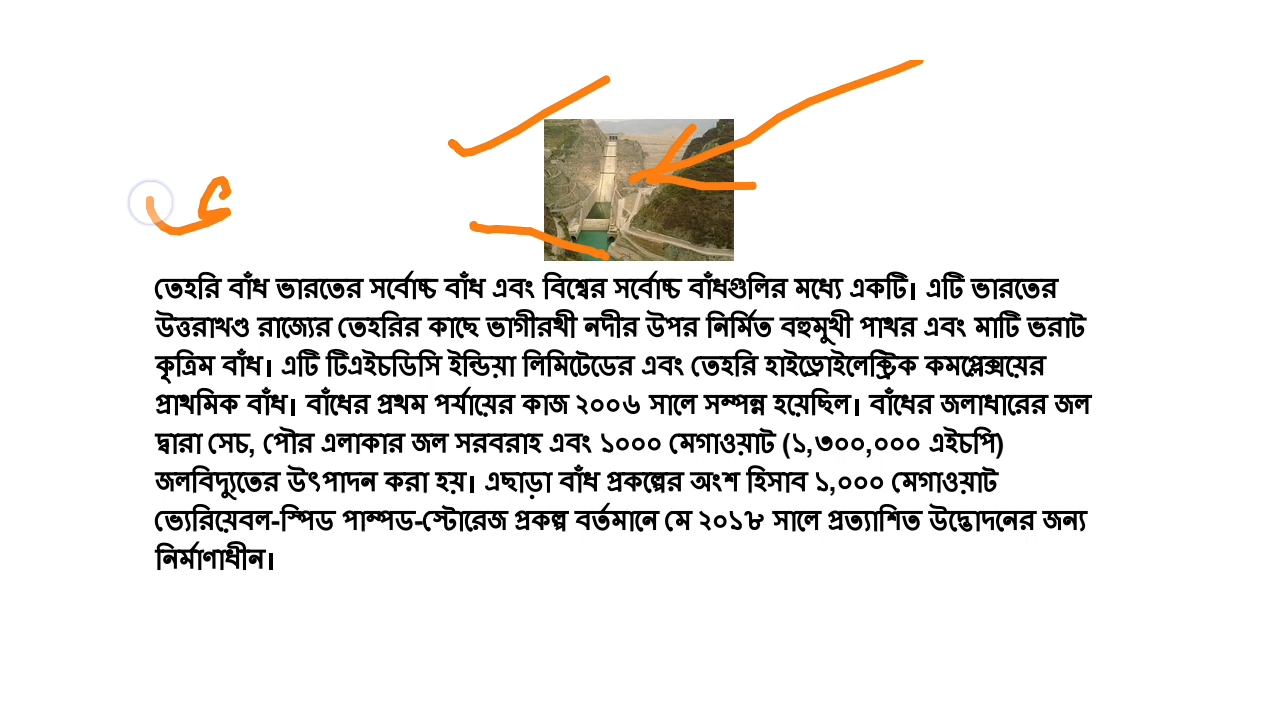 তেহরি বাঁধ ভারতের সর্বোচ্চ বাঁধ এবং বিশ্বের সর্বোচ্চ বাঁধগুলির মধ্যে একটি। এটি ভারতের
উত্তরাখণ্ড রাজ্যের তেহরির কাছে ভাগীরথী নদীর উপর নির্মিত বহুমুখী পাথর এবং মাটি ভরাট
কৃত্রিম বাঁধ। এটি টিএইচডিসি ইন্ডিয়া লিমিটেডের এবং তেহরি হাইড্রোইলেক্ট্রিক কমপ্লেক্সয়ের
প্রাথমিক বাঁধ। বাঁধের প্রথম পর্যায়ের কাজ ২০০৬ সালে সম্পন্ন হয়েছিল। বাঁধের জলাধারের জল
দ্বারা সেচ, পৌর এলাকার জল সরবরাহ এবং ১০০০ মেগাওয়াট (১,৩০০,০০০ এইচপি)
জলবিদ্যুতের উৎপাদন করা হয়। এছাড়া বাঁধ প্রকল্পের অংশ হিসাব ১,০০০ মেগাওয়াট
ভ্যেরিয়েবল-স্পিড পাম্পড-স্টোরেজ প্রকল্প বর্তমানে মে ২০১৮ সালে প্রত্যাশিত উদ্বোদনের জন্য
নির্মাণাধীন।